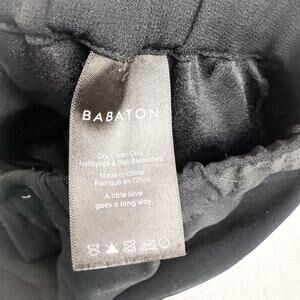 BABATON
Dry Clean Only
Nettoyage à Sec Seulement
Made in China
Fabriqué en Chine
A little love
goes a long way.